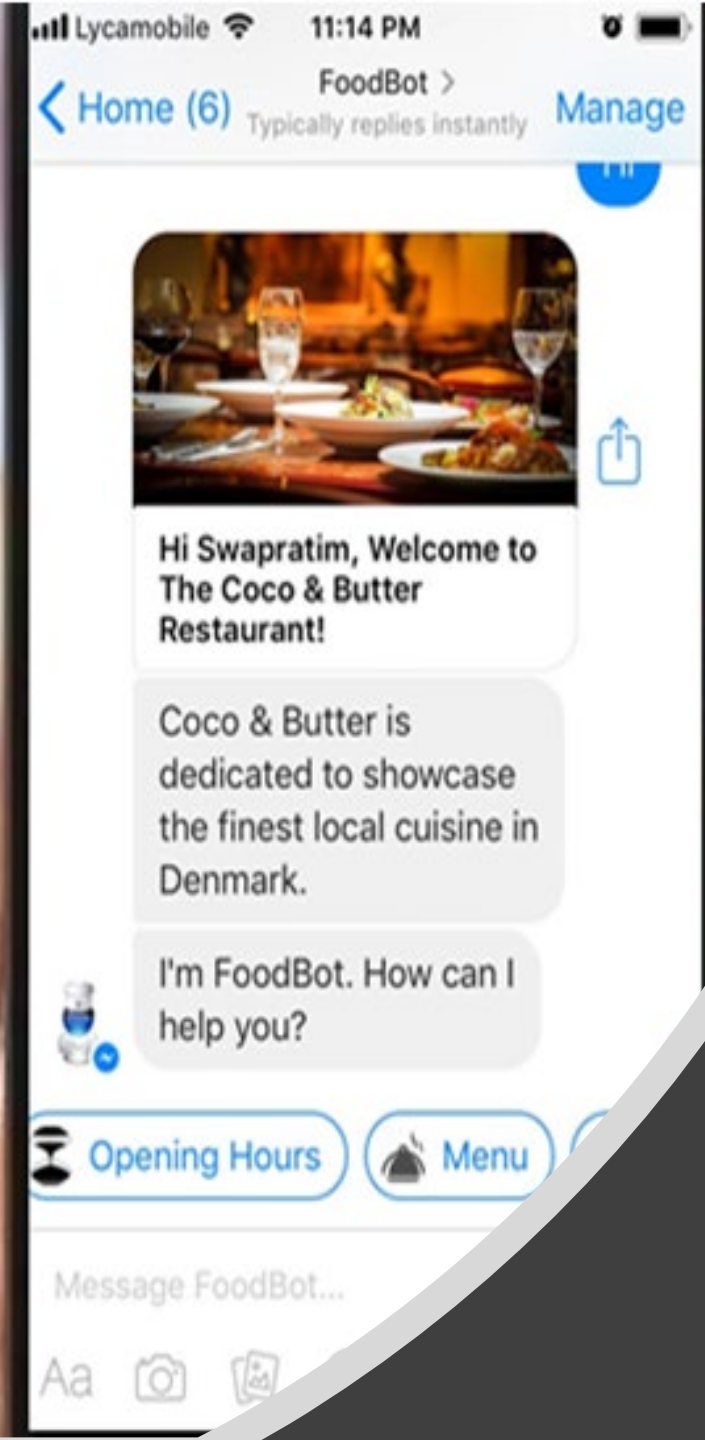 Lycamobile 11:14 PM
Home (6) FoodBot Manage
Typically replies instantly
Hi
Hi Swapratim, Welcome to
The Coco & Butter
Restaurant!
Coco & Butter is
dedicated to showcase
the finest local cuisine in
Denmark.
I'm FoodBot. How can I
help you?
Opening Hours Menu
Message FoodBot...
Aa